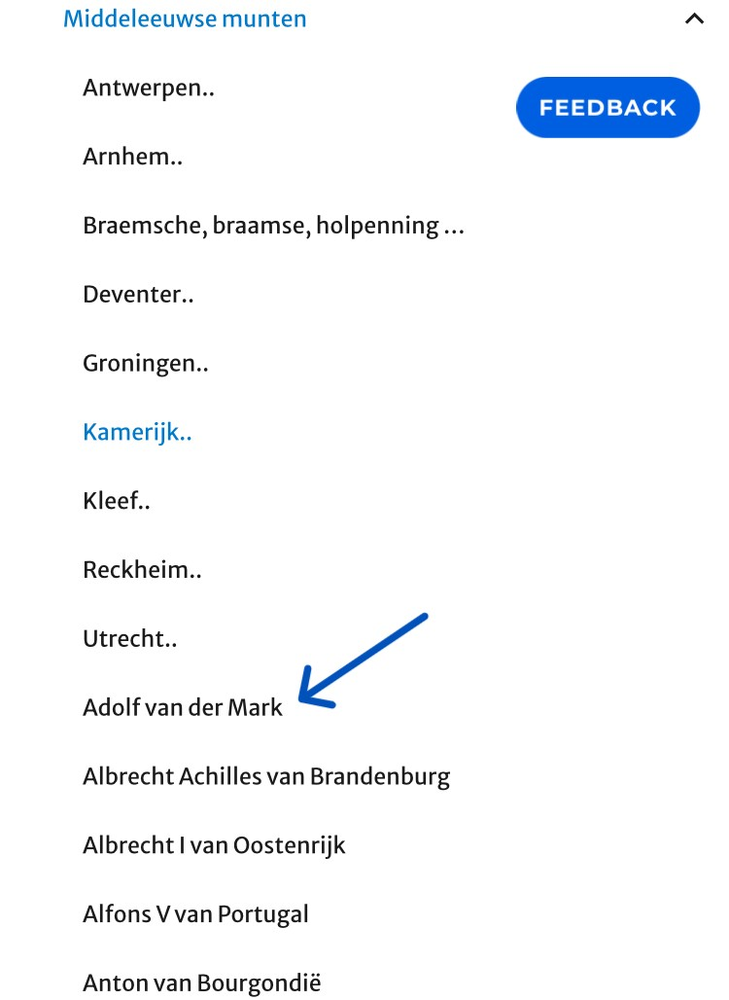 Middeleeuwse munten
Antwerpen..
FEEDBACK
Arnhem..
Braemsche, braamse, holpenning ...
Deventer..
Groningen..
Kamerijk..
Kleef..
Reckheim..
Utrecht..
Adolf van der Mark
Albrecht Achilles van Brandenburg
Albrecht I van Oostenrijk
Alfons V van Portugal
Anton van Bourgondië